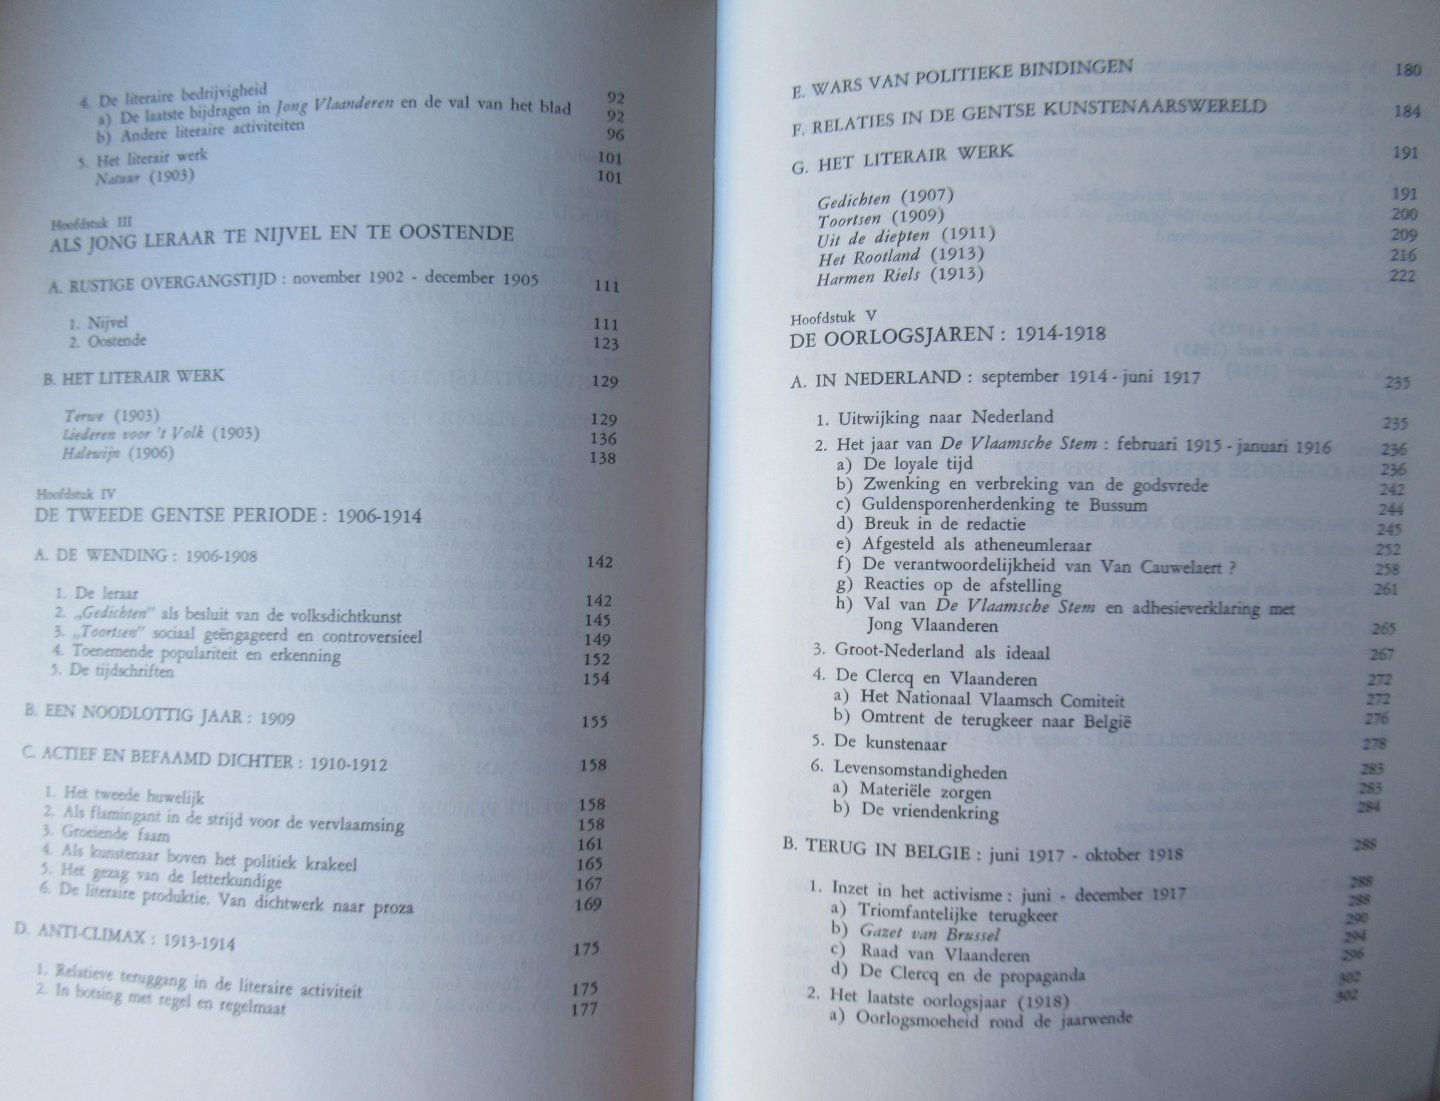 4. De literaire bedrijvigheid 92
a) De laatste bijdragen in Jong Vlaanderen en de val van het blad 92
b) Andere literaire activiteiten 96
5. Het literair werk 101
Natuur (1903) 101
Hoofdstuk III
ALS JONG LERAAR TE NIJVEL EN TE OOSTENDE
A. RUSTIGE OVERGANGSTIJD : november 1902 - december 1905 111
1. Nijvel 111
2. Oostende 123
B. HET LITERAIR WERK 129
Terwe (1903) 129
Liederen voor 't Volk (1903) 136
Halewijn (1906) 138
Hoofdstuk IV
DE TWEEDE GENTSE PERIODE : 1906-1914
A. DE WENDING : 1906-1908 142
1. De leraar 142
2. „Gedichten” als besluit van de volksdichtkunst 145
3. „Toortsen” sociaal geëngageerd en controversieel 149
4. Toenemende populariteit en erkenning 152
5. De tijdschriften 154
B. EEN NOODLOTTIG JAAR : 1909 155
C. ACTIEF EN BEFAAMD DICHTER : 1910-1912 158
1. Het tweede huwelijk 158
2. Als flamingant in de strijd voor de vervlaamsing 158
3. Groeiende faam 161
4. Als kunstenaar boven het politiek krakeel 165
5. Het gezag van de letterkundige 167
6. De literaire produktie. Van dichtwerk naar proza 169
D. ANTI-CLIMAX : 1913-1914 175
1. Relatieve teruggang in de literaire activiteit 175
2. In botsing met regel en regelmaat 177
E. WARS VAN POLITIEKE BINDINGEN 180
F. RELATIES IN DE GENTSE KUNSTENAARSWERELD 184
G. HET LITERAIR WERK 191
Gedichten (1907) 191
Toortsen (1909) 200
Uit de diepten (1911) 209
Het Rootland (1913) 216
Harmen Riels (1913) 222
Hoofdstuk V
DE OORLOGSJAREN : 1914-1918
A. IN NEDERLAND : september 1914 - juni 1917 235
1. Uitwijking naar Nederland 235
2. Het jaar van De Vlaamsche Stem : februari 1915 - januari 1916 236
a) De loyale tijd 236
b) Zwenking en verbreking van de godsvrede 242
c) Guldensporenherdenking te Bussum 244
d) Breuk in de redactie 245
e) Afgesteld als atheneumleraar 252
f) De verantwoordelijkheid van Van Cauwelaert ? 258
g) Reacties op de afstelling 261
h) Val van De Vlaamsche Stem en adhesieverklaring met
Jong Vlaanderen 265
3. Groot-Nederland als ideaal 267
4. De Clercq en Vlaanderen 272
a) Het Nationaal Vlaamsch Comiteit 272
b) Omtrent de terugkeer naar België 276
5. De kunstenaar 278
6. Levensomstandigheden 283
a) Materiële zorgen 283
b) De vriendenkring 284
B. TERUG IN BELGIE : juni 1917 - oktober 1918 288
1. Inzet in het activisme : juni - december 1917 288
a) Triomfantelijke terugkeer 288
b) Gazet van Brussel 290
c) Raad van Vlaanderen 294
d) De Clercq en de propaganda 296
2. Het laatste oorlogsjaar (1918) 302
a) Oorlogsmoeheid rond de jaarwende 302